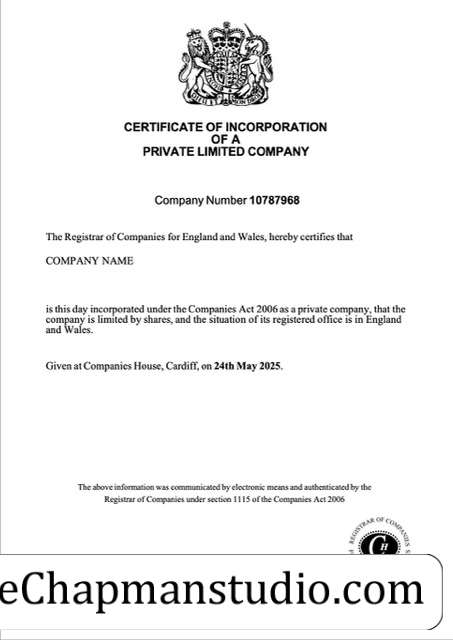 CERTIFICATE OF INCORPORATION
OF A
PRIVATE LIMITED COMPANY
Company Number 10787968
The Registrar of Companies for England and Wales, hereby certifies that
COMPANY NAME
is this day incorporated under the Companies Act 2006 as a private company, that the
company is limited by shares, and the situation of its registered office is in England
and Wales.
Given at Companies House, Cardiff, on 24th May 2025.
The above information was communicated by electronic means and authenticated by the
Registrar of Companies under section 1115 of the Companies Act 2006
REGISTRAR OF COMPANIES
CH
eChapmanstudio.com